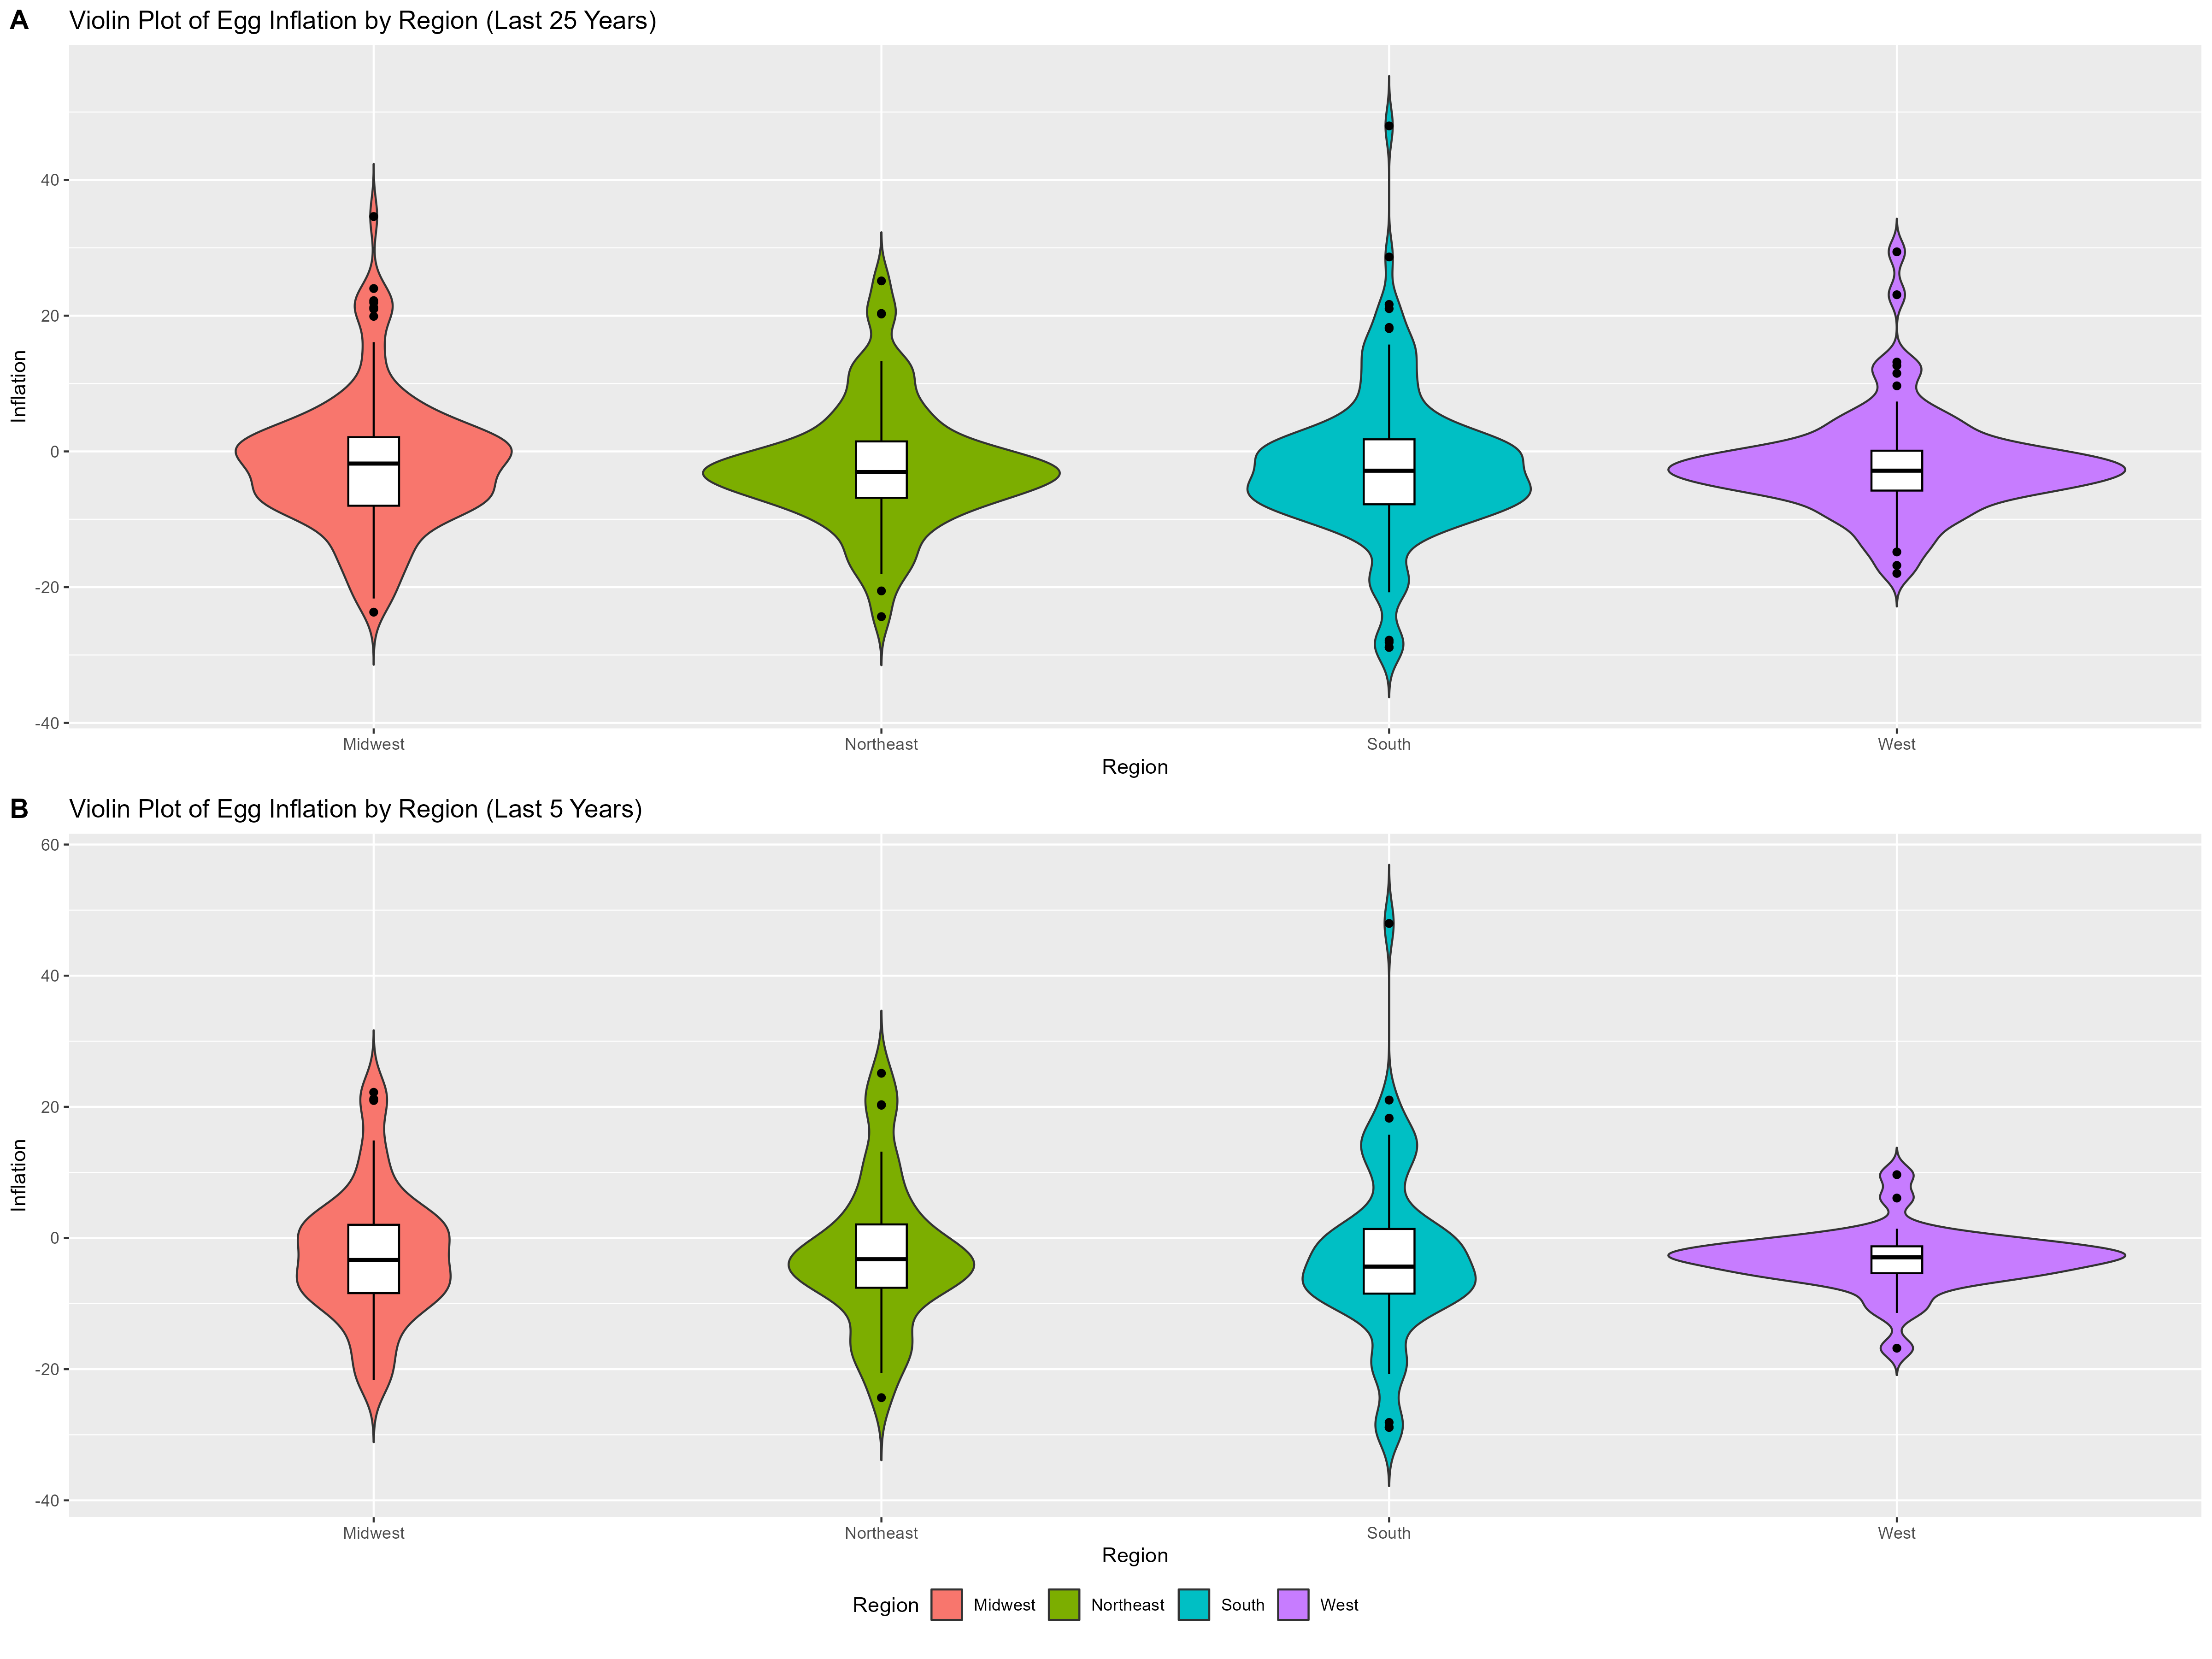 A Violin Plot of Egg Inflation by Region (Last 25 Years)
Inflation
40
20
0
-20
-40
Midwest Northeast South West
Region
B Violin Plot of Egg Inflation by Region (Last 5 Years)
Inflation
60
40
20
0
-20
-40
Midwest Northeast South West
Region
Region Midwest Northeast South West